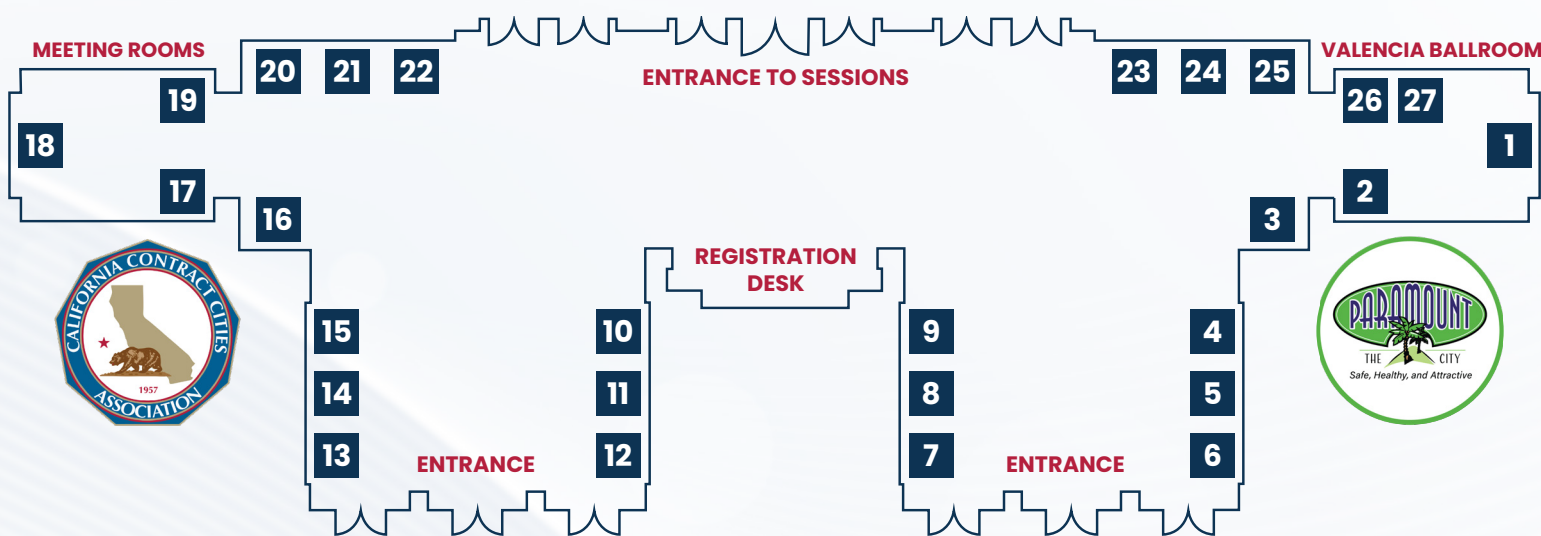 MEETING ROOMS
ENTRANCE TO SESSIONS
VALENCIA BALLROOM
20 21 22
23 24 25
19
26 27
18
1
17
2
16
3
REGISTRATION
DESK
CALIFORNIA CONTRACT CITIES
1957
ASSOCIATION
PARAMOUNT
THE CITY
Safe, Healthy, and Attractive
15
10
9
4
14
11
8
5
13
12
7
6
ENTRANCE
ENTRANCE